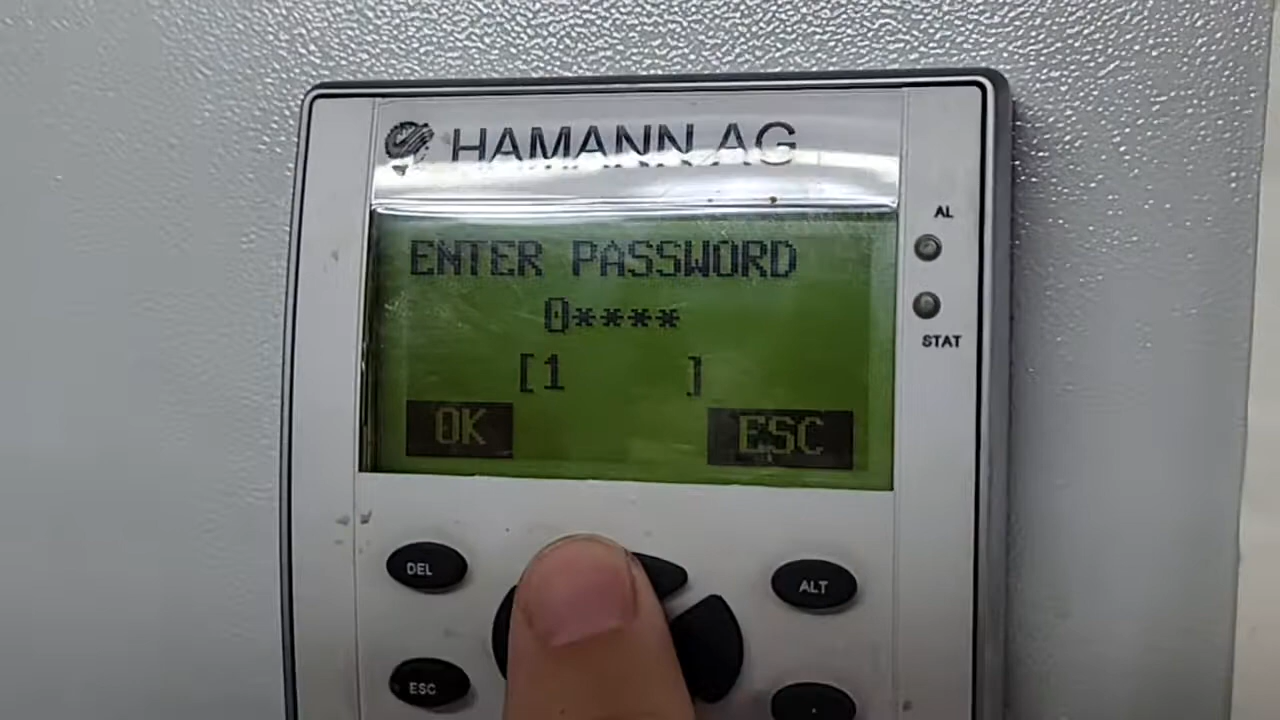 HAMANN AG
AL
ENTER PASSWORD
0****
STAT
[1 ]
OK ESC
DEL
ALT
ESC